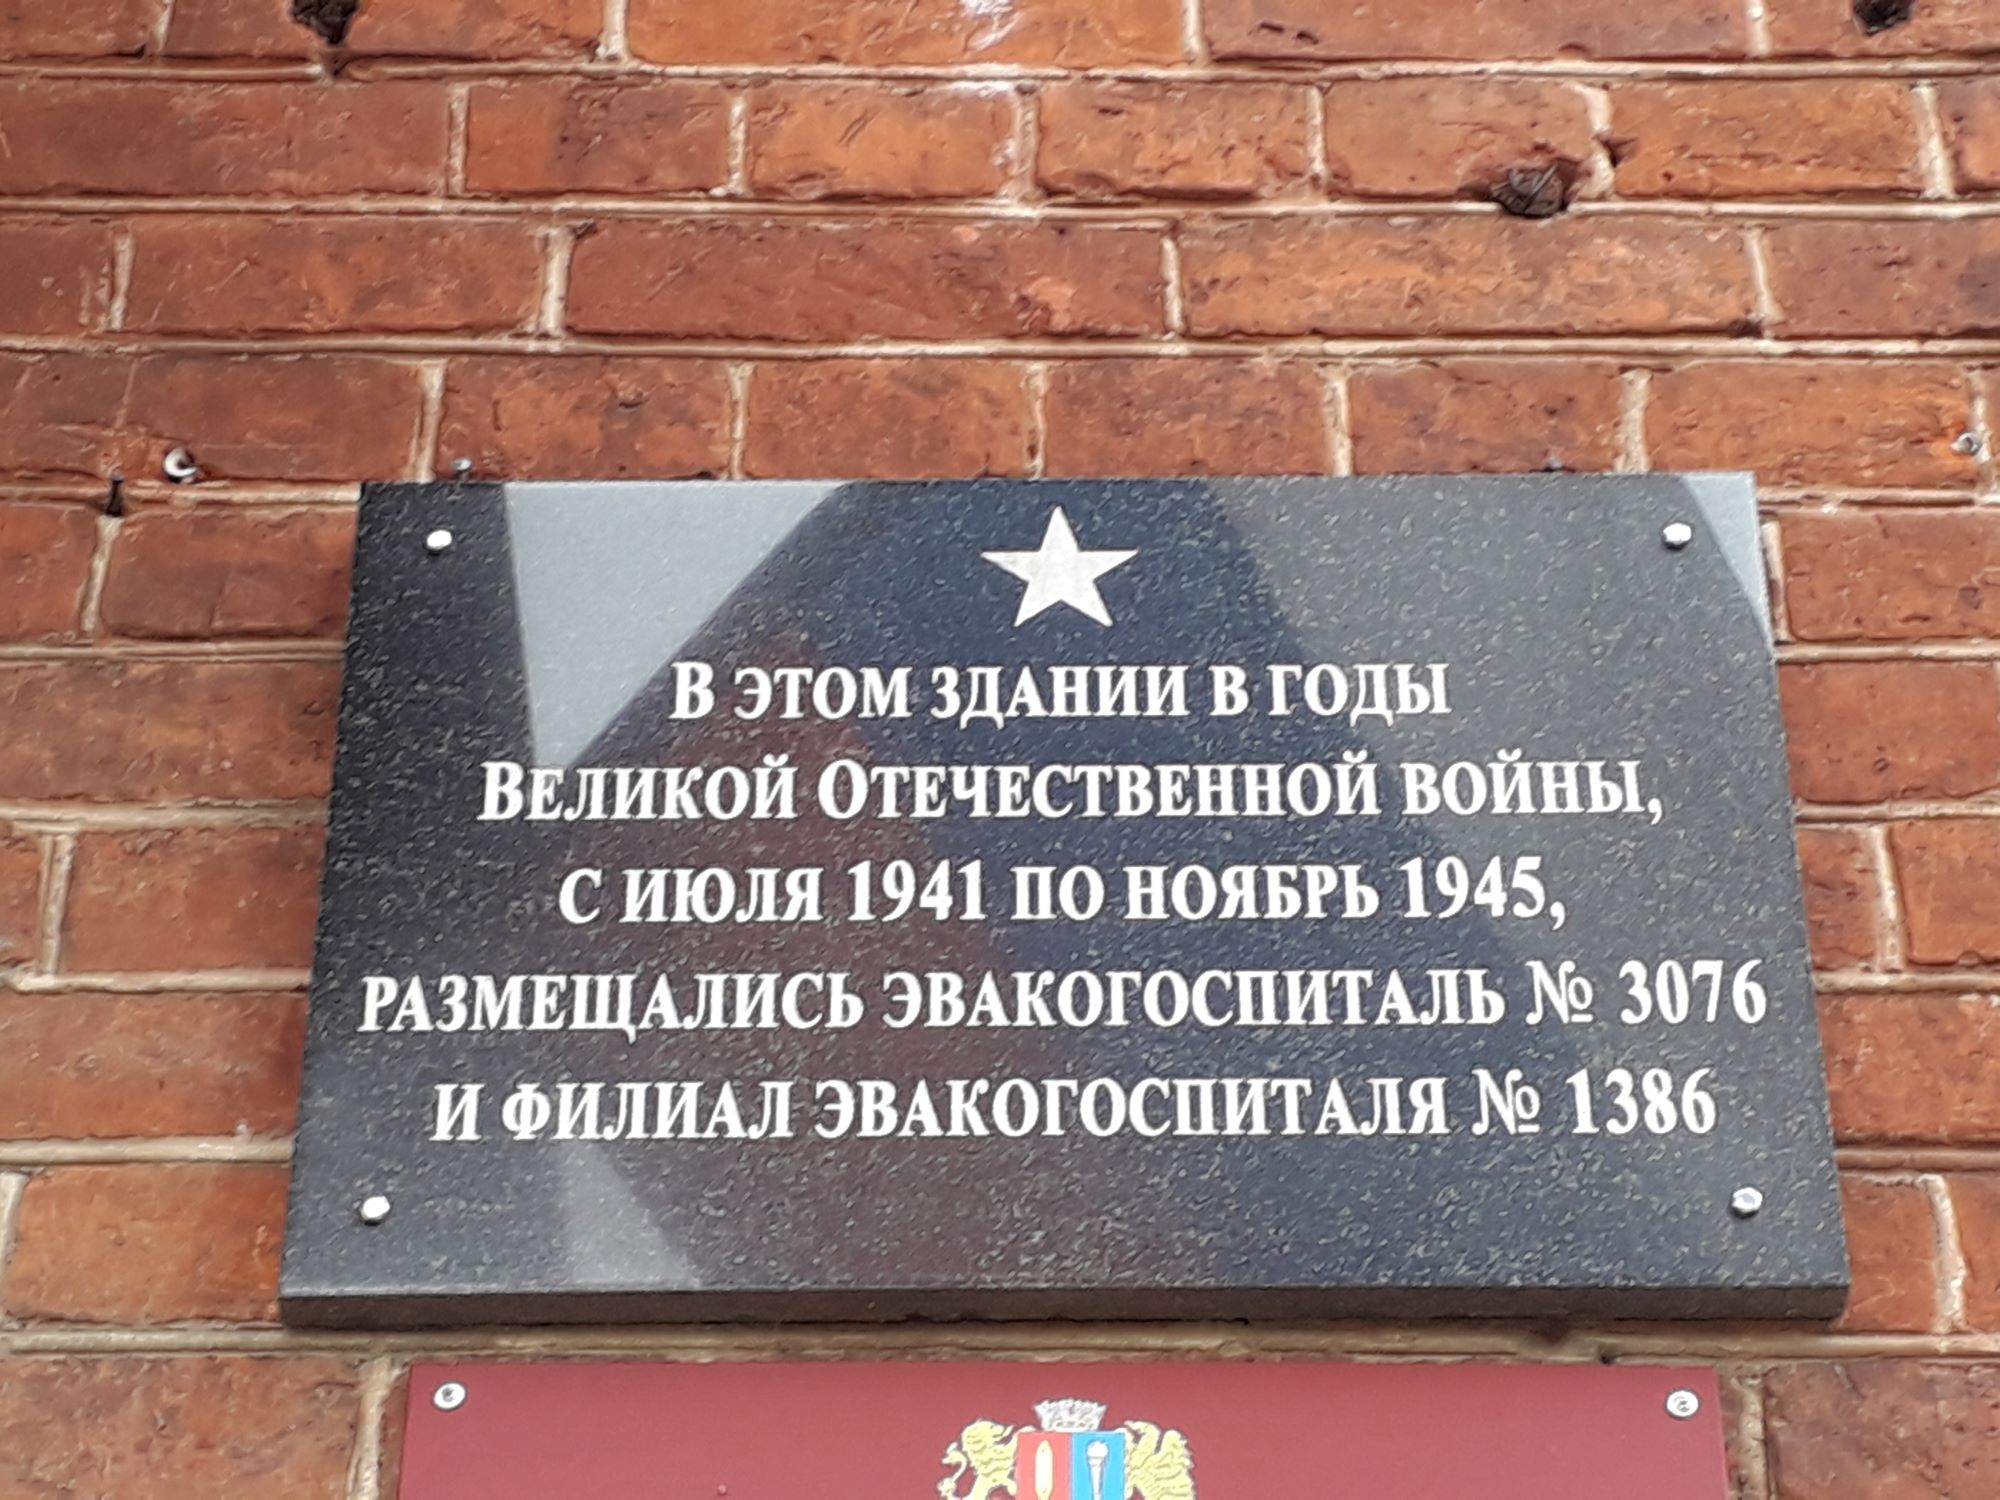 В ЭТОМ ЗДАНИИ В ГОДЫ
ВЕЛИКОЙ ОТЕЧЕСТВЕННОЙ ВОЙНЫ,
С ИЮЛЯ 1941 ПО НОЯБРЬ 1945,
РАЗМЕЩАЛИСЬ ЭВАКОГОСПИТАЛЬ № 3076
И ФИЛИАЛ ЭВАКОГОСПИТАЛЯ № 1386